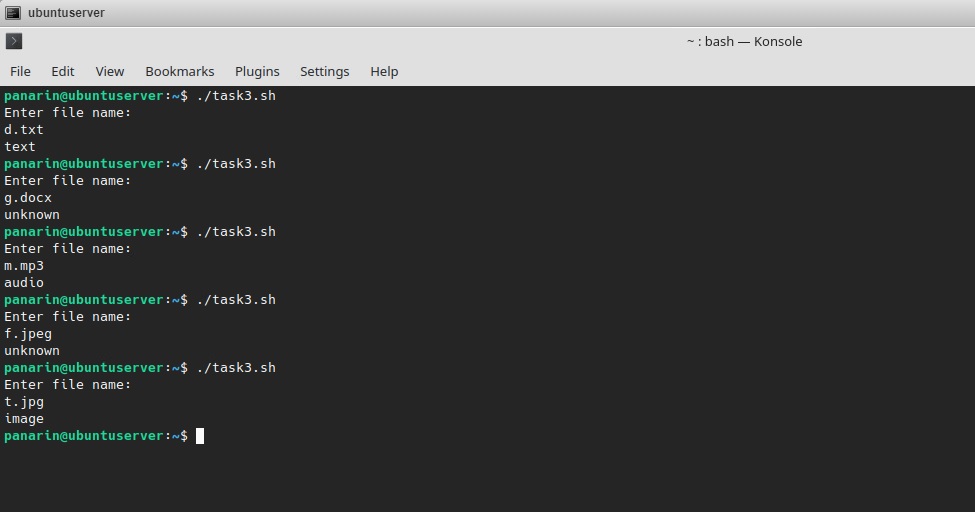 ubuntuserver
~ : bash — Konsole
File Edit View Bookmarks Plugins Settings Help
panarin@ubuntuserver:~$ ./task3.sh
Enter file name:
d.txt
text
panarin@ubuntuserver:~$ ./task3.sh
Enter file name:
g.docx
unknown
panarin@ubuntuserver:~$ ./task3.sh
Enter file name:
m.mp3
audio
panarin@ubuntuserver:~$ ./task3.sh
Enter file name:
f.jpeg
unknown
panarin@ubuntuserver:~$ ./task3.sh
Enter file name:
t.jpg
image
panarin@ubuntuserver:~$